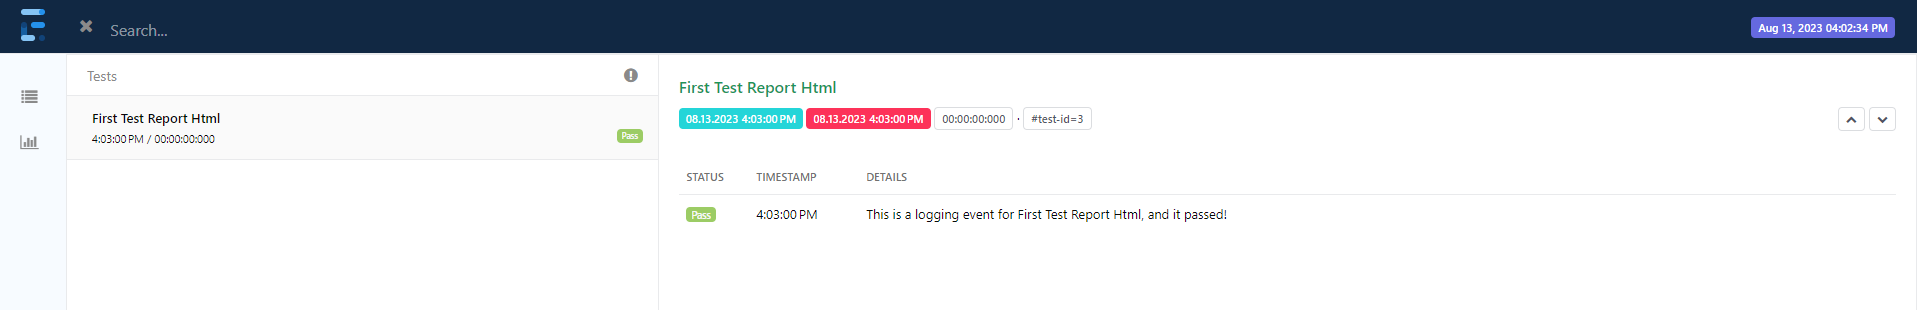 Search...
Aug 13, 2023 04:02:34 PM
Tests
First Test Report Html
4:03:00 PM / 00:00:00:000
Pass
First Test Report Html
08.13.2023 4:03:00 PM 08.13.2023 4:03:00 PM 00:00:00:000 · #test-id=3
STATUS TIMESTAMP DETAILS
Pass 4:03:00 PM This is a logging event for First Test Report Html, and it passed!